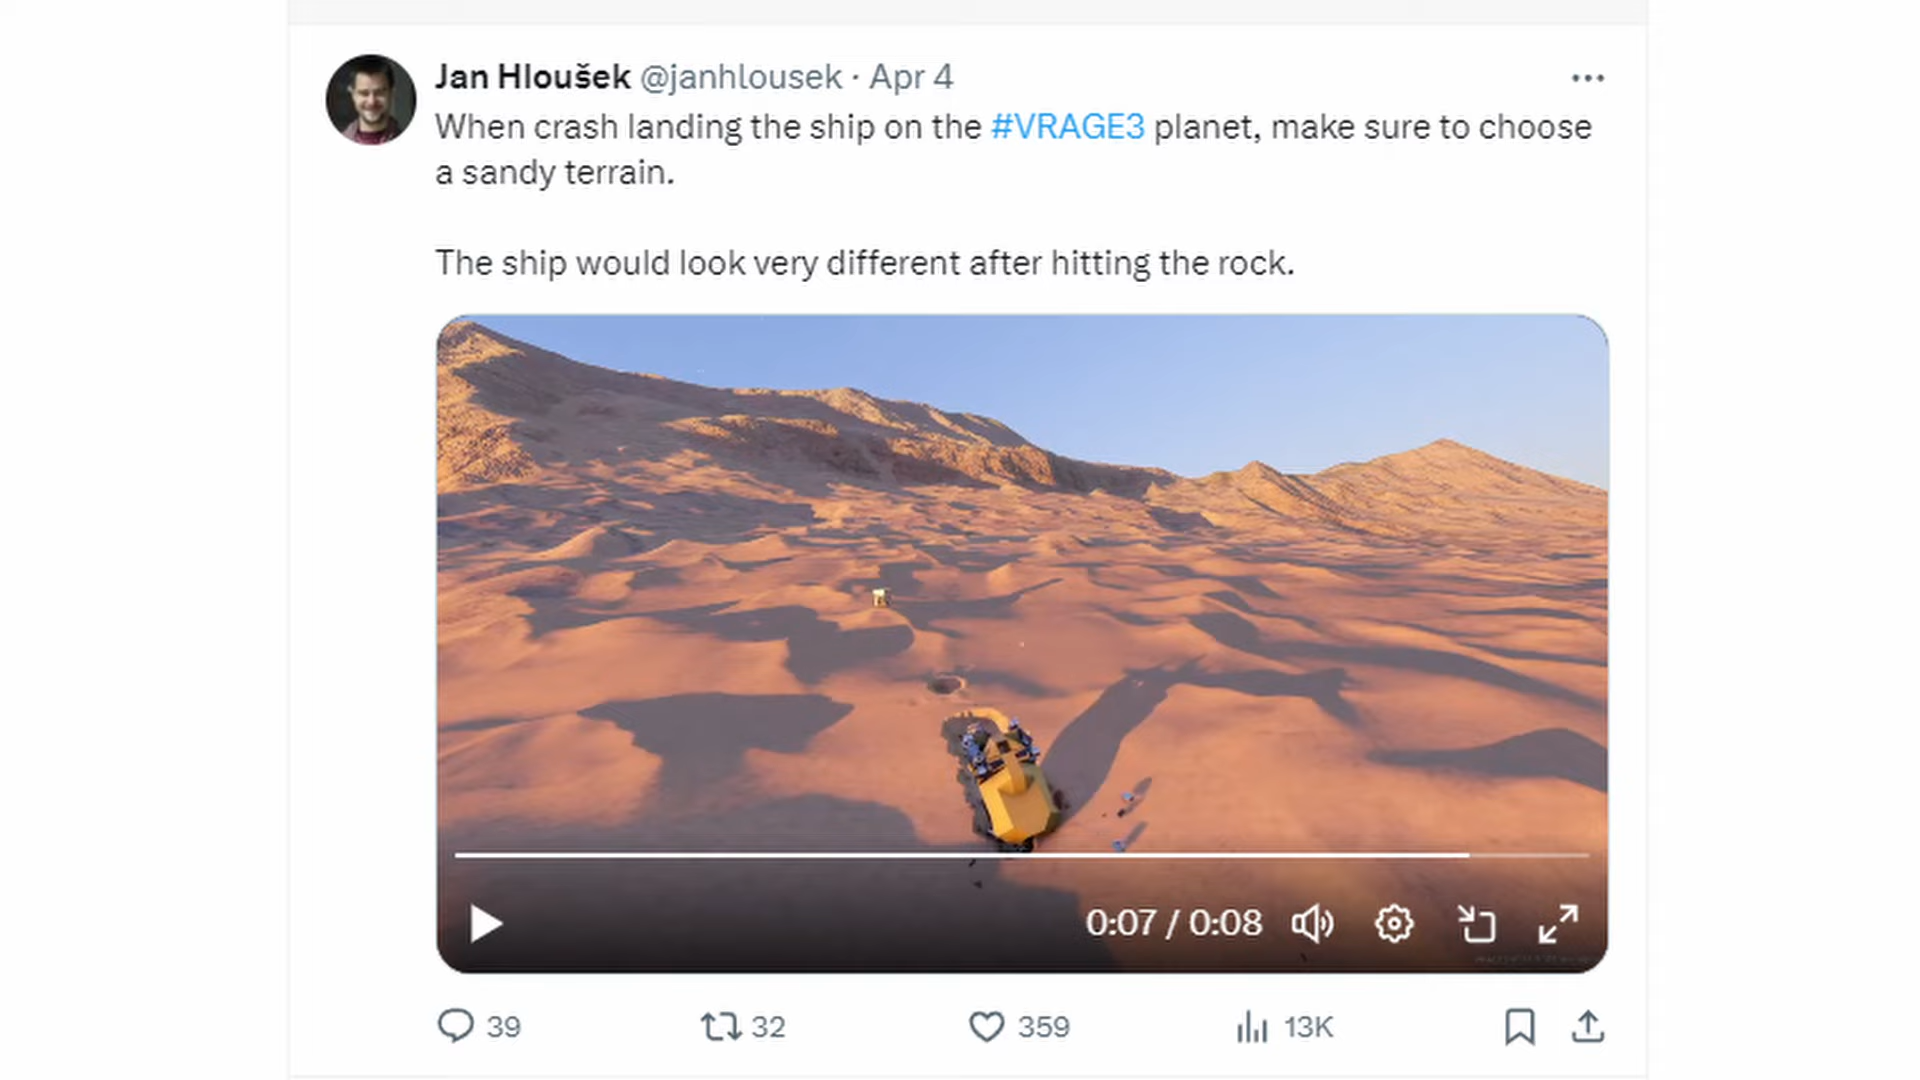 Jan Hloušek @janhlousek · Apr 4
When crash landing the ship on the #VRAGE3 planet, make sure to choose
a sandy terrain.
The ship would look very different after hitting the rock.
0:07 / 0:08
39 32 359 13K